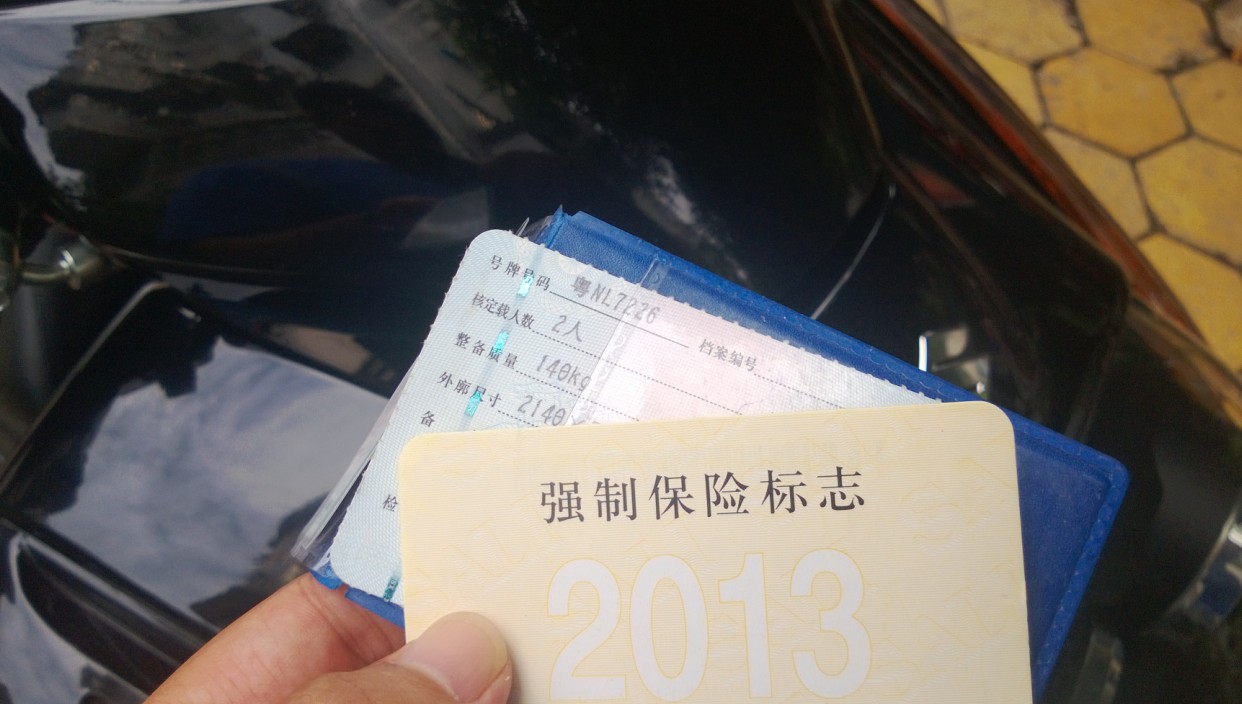 号牌号码 粤NL7226 档案编号
核定载人数 2人
整备质量 140kg
外廓尺寸 2140
备
检
强制保险标志
2013